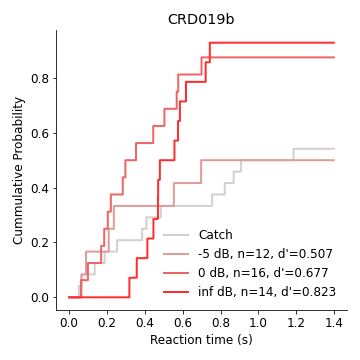 CRD019b
Cummulative Probability
0.8
0.6
0.4
0.2
0.0
Catch
-5 dB, n=12, d'=0.507
0 dB, n=16, d'=0.677
inf dB, n=14, d'=0.823
0.0 0.2 0.4 0.6 0.8 1.0 1.2 1.4
Reaction time (s)